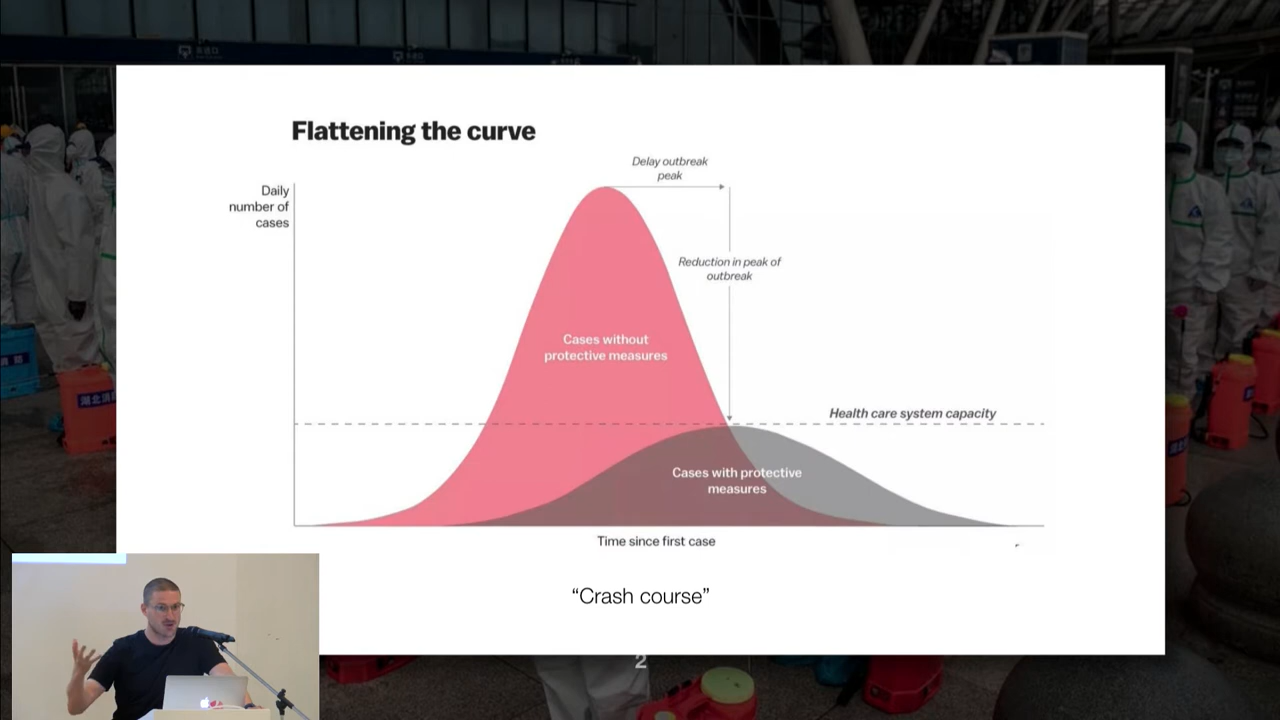 Flattening the curve
Delay outbreak
peak
Daily
number of
cases
Reduction in peak of
outbreak
Cases without
protective measures
Health care system capacity
Cases with protective
measures
Time since first case
“Crash course”
2